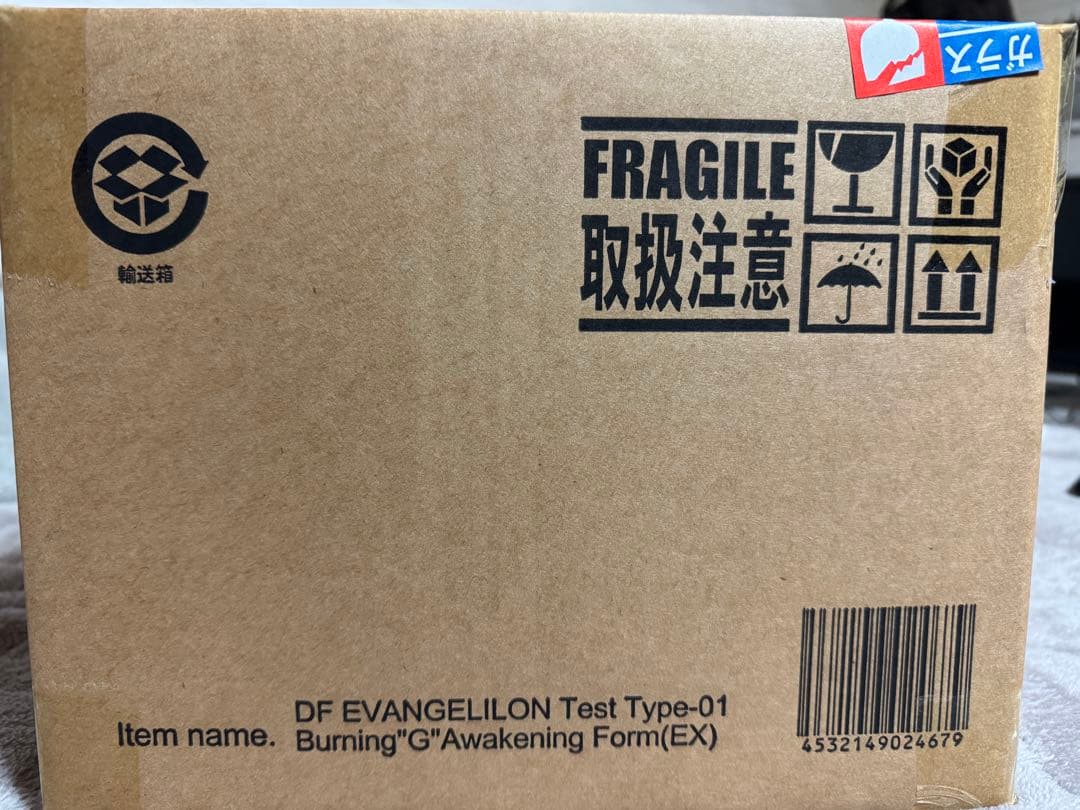 ガラス
輸送箱
FRAGILE
取扱注意
Item name.
DF EVANGELILON Test Type-01
Burning"G"Awakening Form(EX)
4532149024679